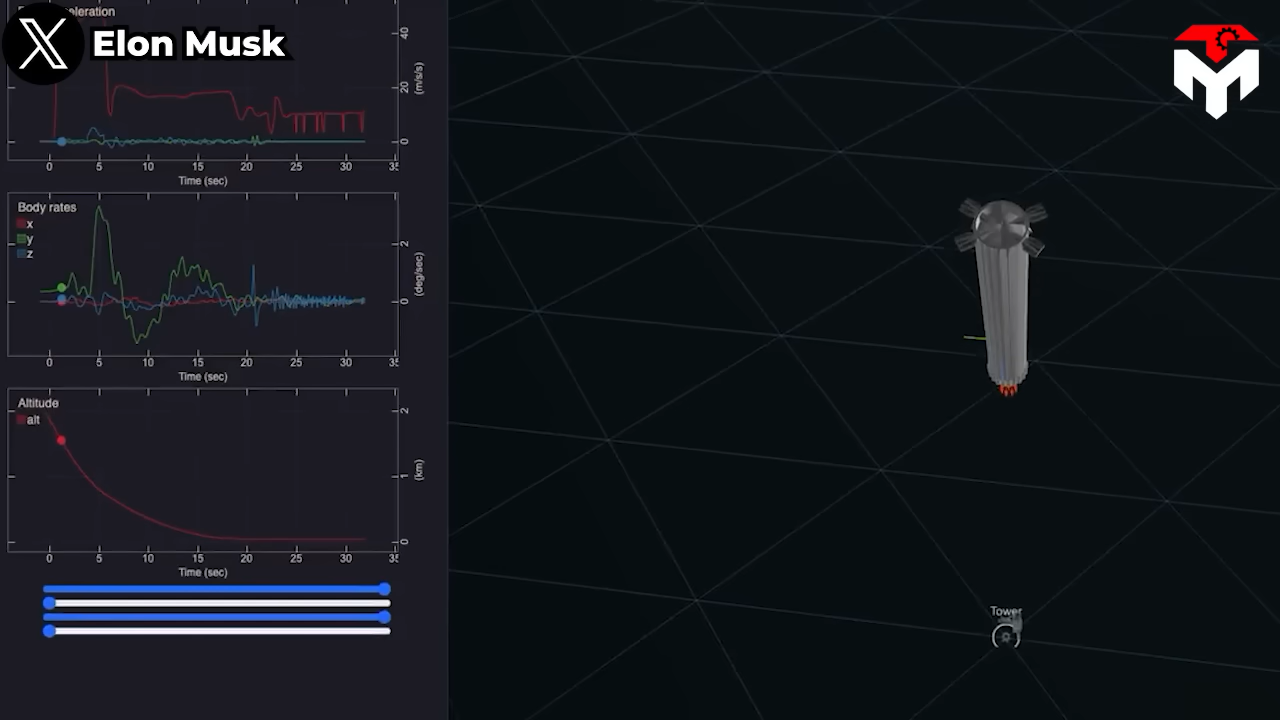 Elon Musk
eleration
40
20
0
(m/s/s)
0 5 10 15 20 25 30 35
Time (sec)
Body rates
x
y
z
2
0
(deg/sec)
0 5 10 15 20 25 30 35
Time (sec)
Altitude
alt
2
1
0
(km)
0 5 10 15 20 25 30 35
Time (sec)
Tower